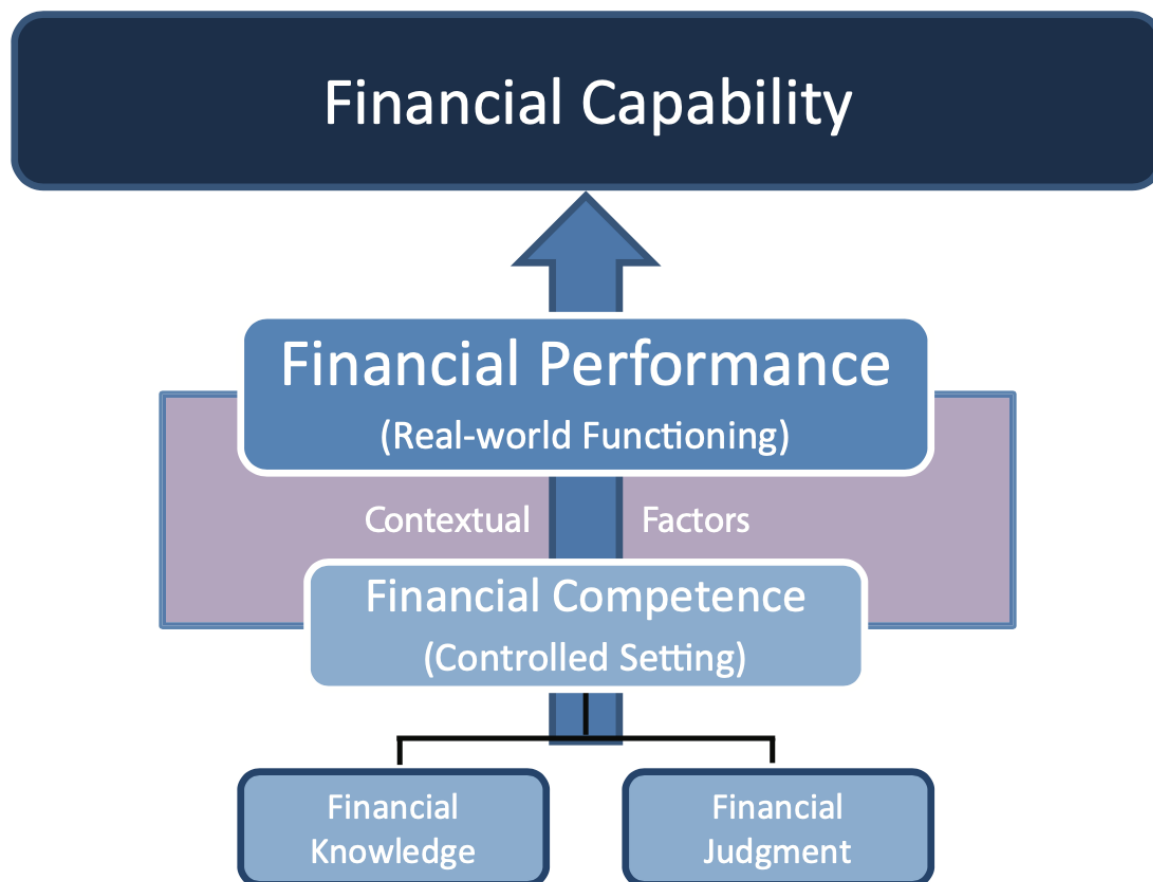 Financial Capability
Financial Performance
(Real-world Functioning)
Contextual Factors
Financial Competence
(Controlled Setting)
Financial
Knowledge
Financial
Judgment